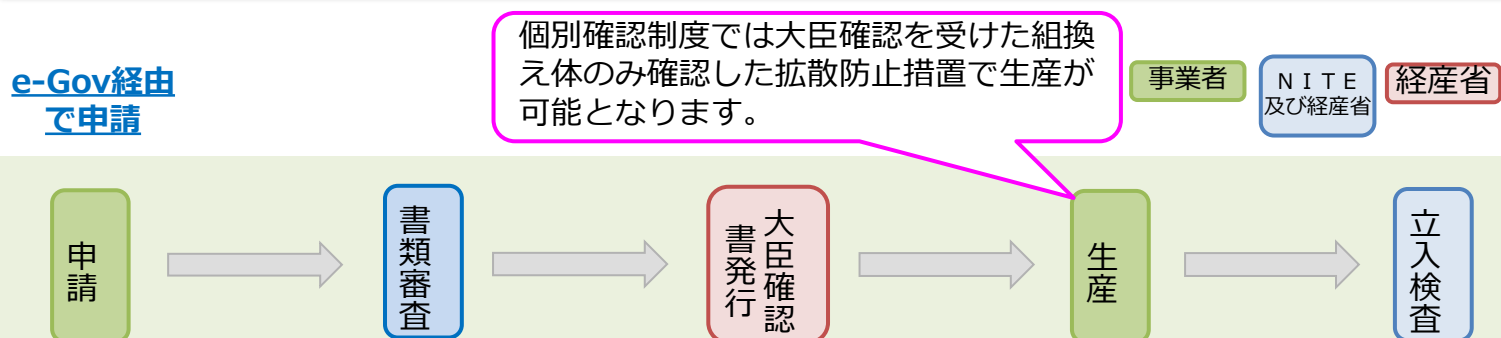 e-Gov経由
で申請
個別確認制度では大臣確認を受けた組換
え体のみ確認した拡散防止措置で生産が
可能となります。
事業者
ＮＩＴＥ
及び経産省
経産省
申請
書類審査
大臣確認
書発行
生産
立入検査